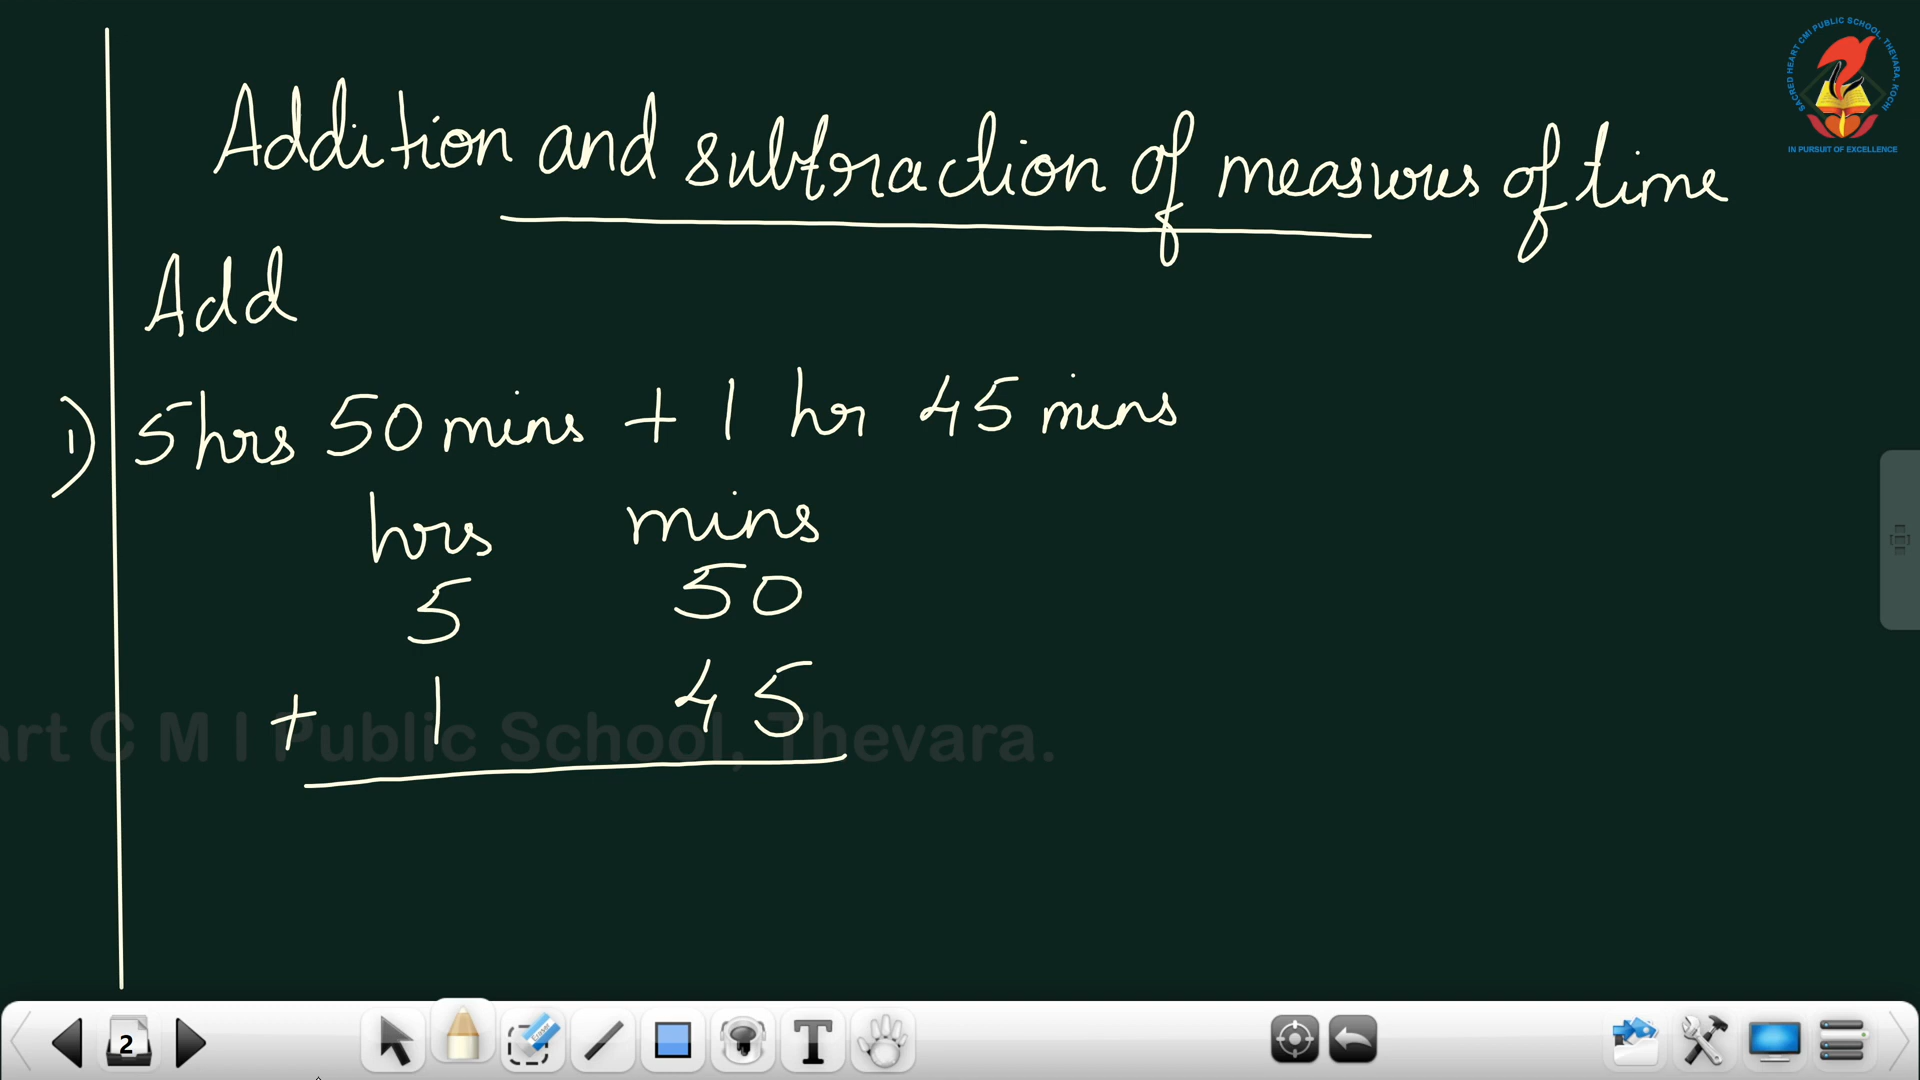 SACRED HEART CMI PUBLIC SCHOOL, THEVARA, KOCHI
IN PURSUIT OF EXCELLENCE
Addition and subtraction of measures of time
Add
1) 5 hrs 50 mins + 1 hr 45 mins
hrs mins
5 50
+ 1 45
art C M I Public School, Thevara.
2
T